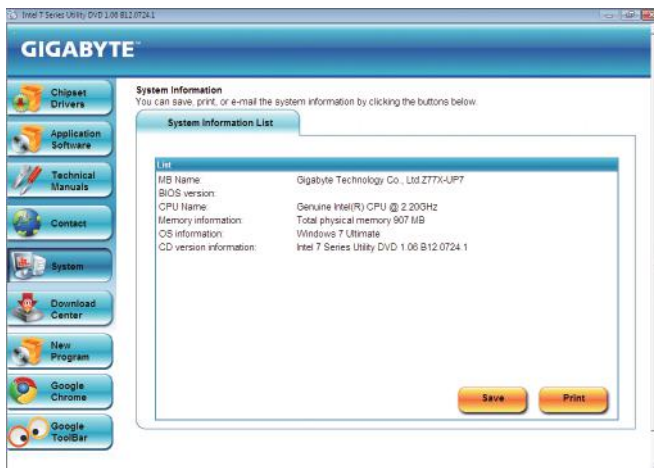 Intel 7 Series Utility DVD 1.06 B12.0724.1
GIGABYTE™
Chipset
Drivers
Application
Software
Technical
Manuals
Contact
System
Download
Center
New
Program
Google
Chrome
Google
ToolBar
System Information
You can save, print, or e-mail the system information by clicking the buttons below.
System Information List
List
MB Name: Gigabyte Technology Co., Ltd.Z77X-UP7
BIOS version:
CPU Name: Genuine Intel(R) CPU @ 2.20GHz
Memory information: Total physical memory 907 MB
OS information: Windows 7 Ultimate
CD version information: Intel 7 Series Utility DVD 1.06 B12.0724.1
Save Print